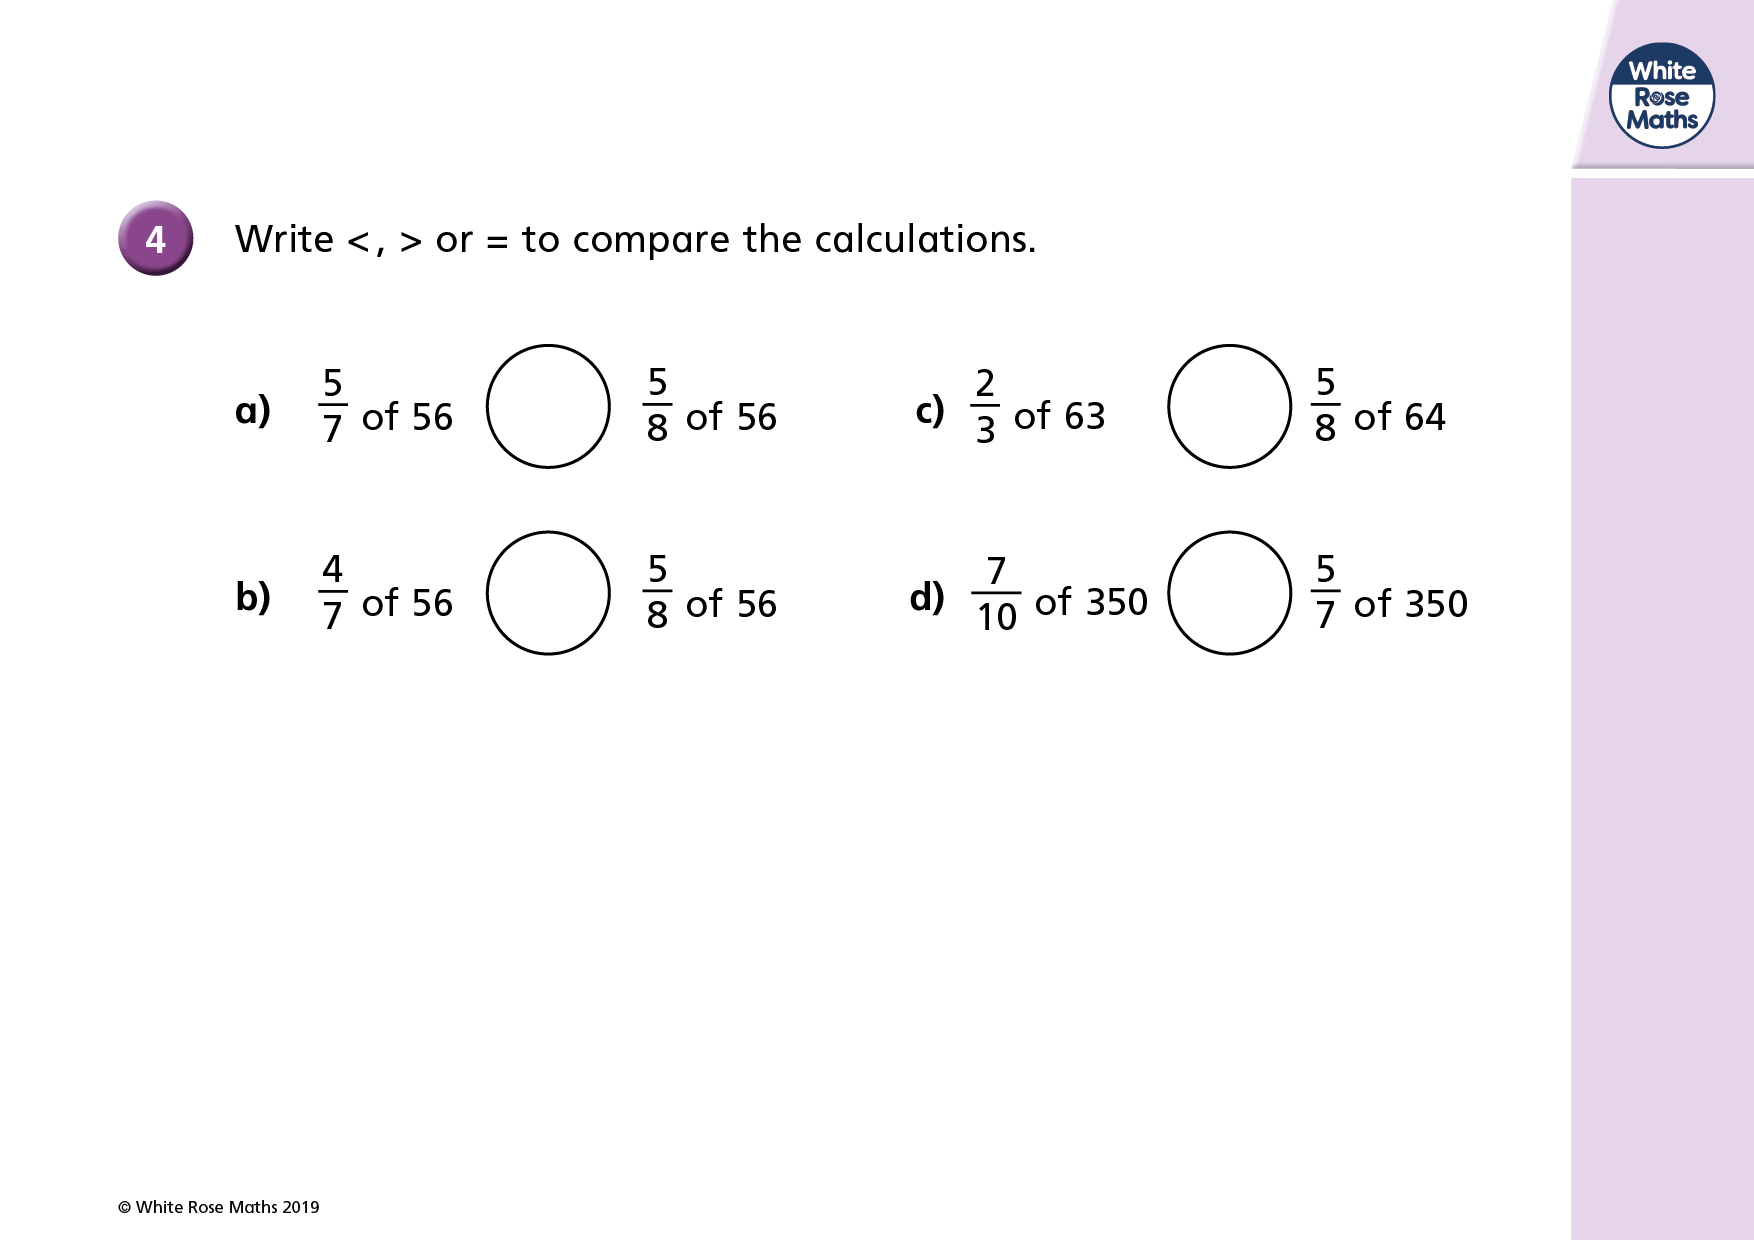 White
Rose
Maths
4 Write <, > or = to compare the calculations.
a) 5/7 of 56 5/8 of 56
c) 2/3 of 63 5/8 of 64
b) 4/7 of 56 5/8 of 56
d) 7/10 of 350 5/7 of 350
© White Rose Maths 2019